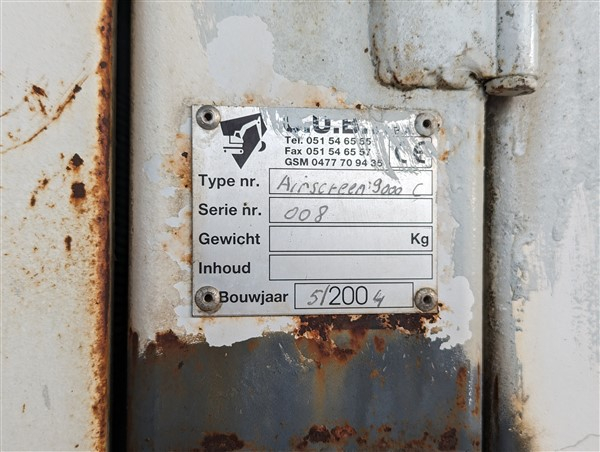 L.U.B.
Tel. 051 54 65 55
Fax 051 54 65 57
GSM 0477 70 94 35
CE
Type nr. Airscreen 9000 C
Serie nr. 008
Gewicht Kg
Inhoud
Bouwjaar 5/2004